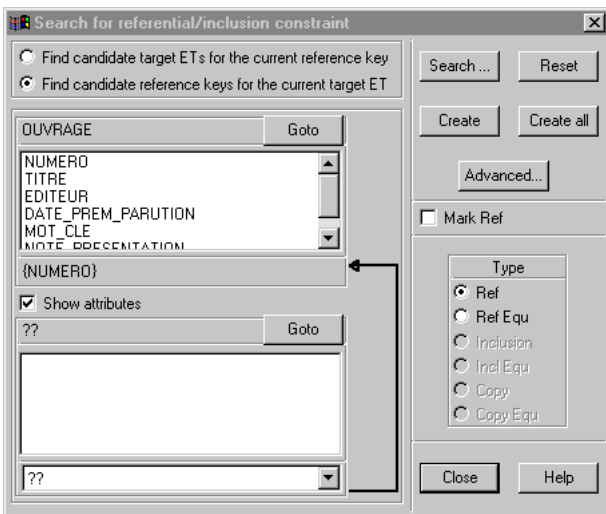 Search for referential/inclusion constraint
Find candidate target ETs for the current reference key
Find candidate reference keys for the current target ET
OUVRAGE
Goto
NUMERO
TITRE
EDITEUR
DATE_PREM_PARUTION
MOT_CLE
NOTE_PRESENTATION
{NUMERO}
Show attributes
??
Goto
??
Search ...
Reset
Create
Create all
Advanced...
Mark Ref
Type
Ref
Ref Equ
Inclusion
Incl Equ
Copy
Copy Equ
Close
Help